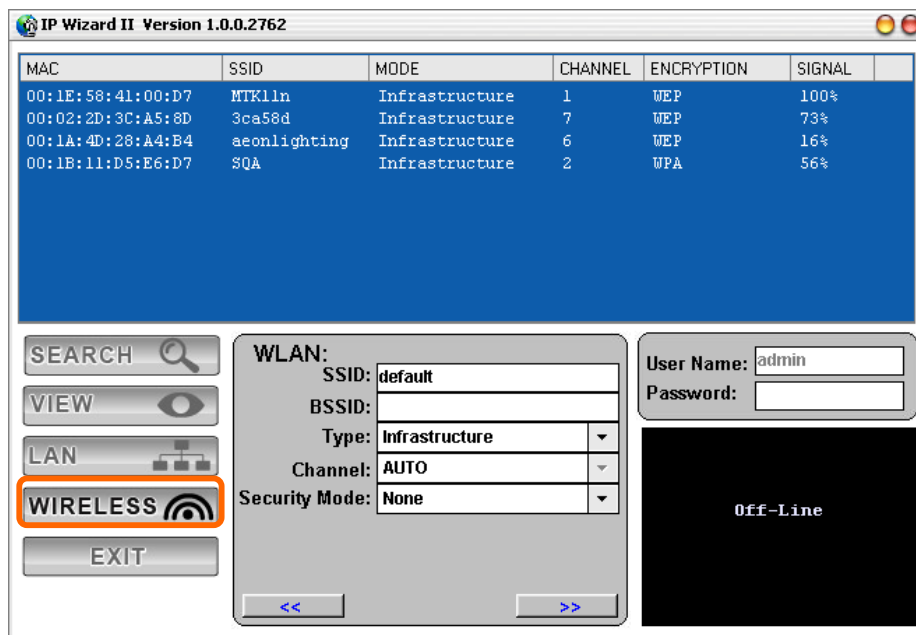 IP Wizard II Version 1.0.0.2762
MAC SSID MODE CHANNEL ENCRYPTION SIGNAL
00:1E:58:41:00:D7 MTK11n Infrastructure 1 WEP 100%
00:02:2D:3C:A5:8D 3ca58d Infrastructure 7 WEP 73%
00:1A:4D:28:A4:B4 aeonlighting Infrastructure 6 WEP 16%
00:1B:11:D5:E6:D7 SQA Infrastructure 2 WPA 56%
SEARCH
VIEW
LAN
WIRELESS
EXIT
WLAN:
SSID: default
BSSID:
Type: Infrastructure
Channel: AUTO
Security Mode: None
<< >>
User Name: admin
Password:
Off-Line